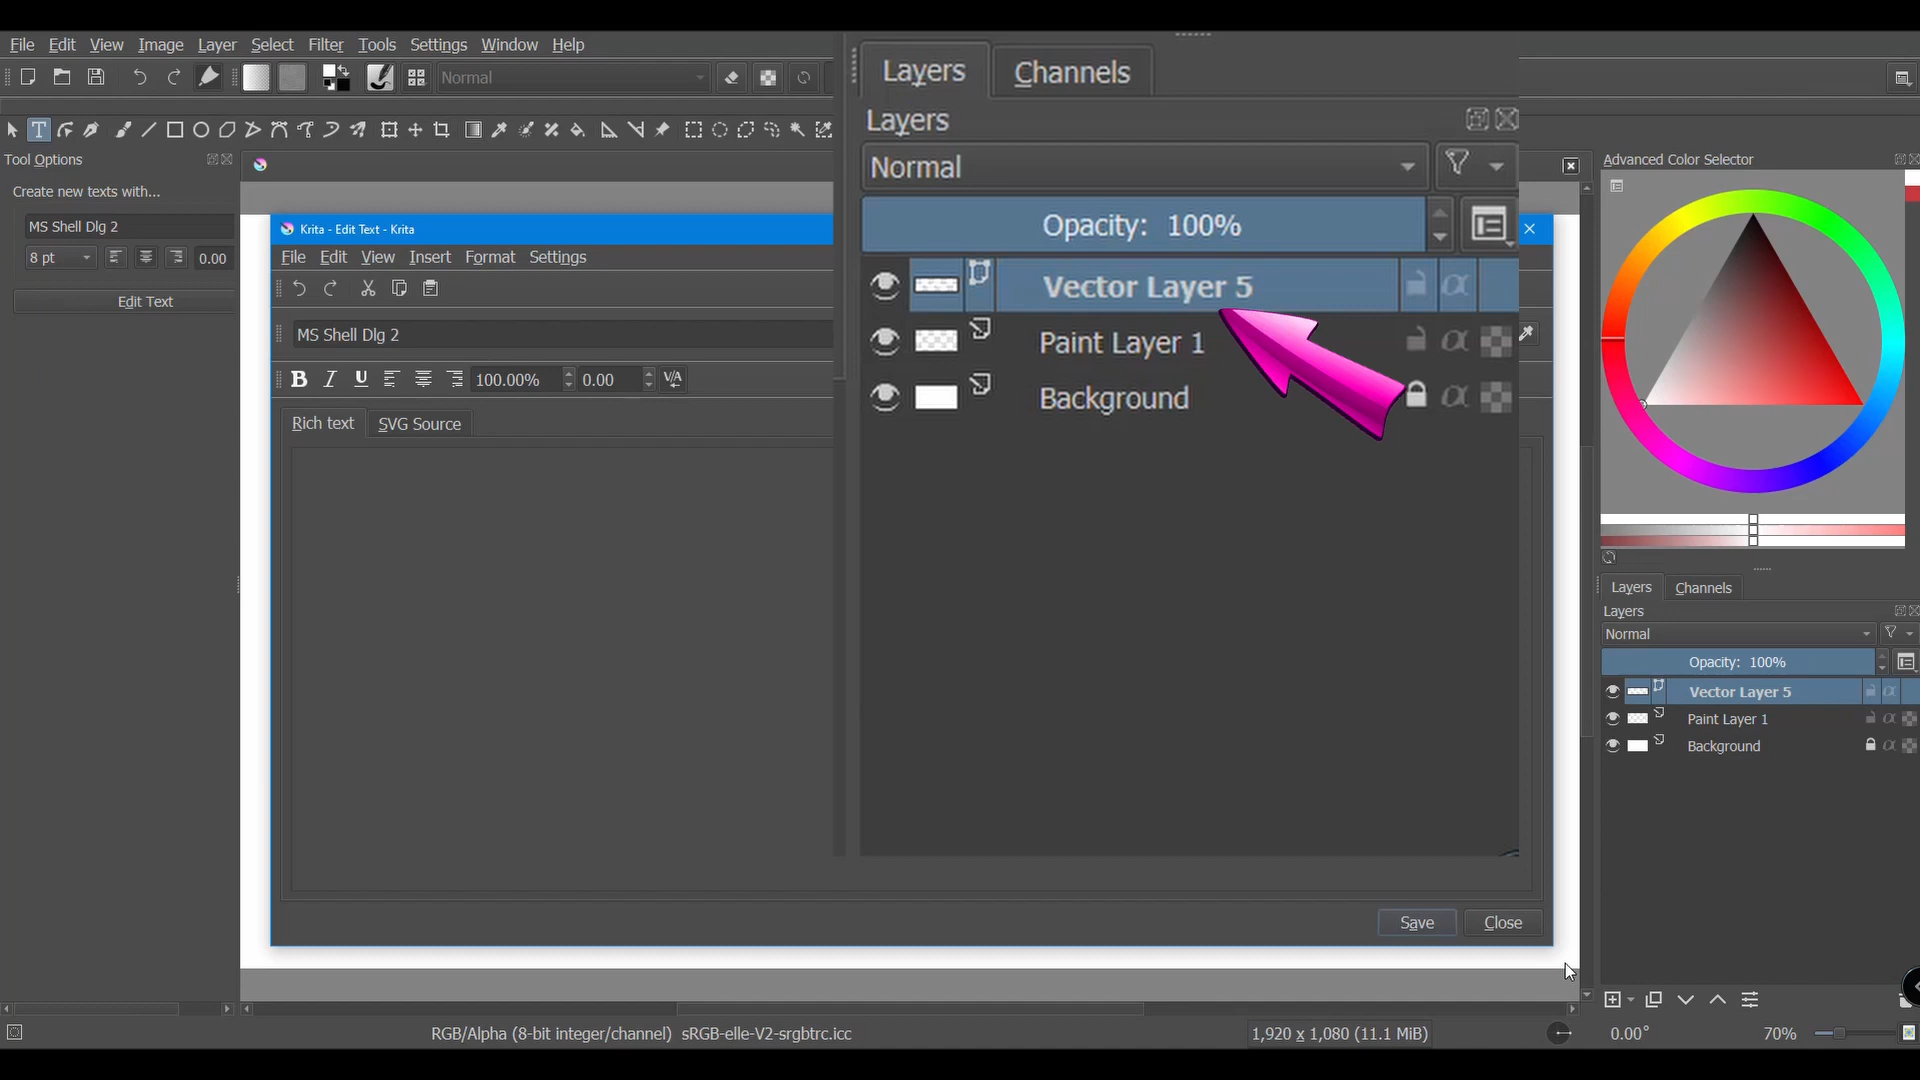 File Edit View Image Layer Select Filter Tools Settings Window Help
Normal
Tool Options
Create new texts with...
MS Shell Dlg 2
8 pt 0.00
Edit Text
Krita - Edit Text - Krita
File Edit View Insert Format Settings
MS Shell Dlg 2
B I U 100.00% 0.00 V/A
Rich text SVG Source
Save Close
Layers Channels
Layers
Normal
Opacity: 100%
Vector Layer 5
Paint Layer 1
Background
Advanced Color Selector
Layers Channels
Layers
Normal
Opacity: 100%
Vector Layer 5
Paint Layer 1
Background
RGB/Alpha (8-bit integer/channel) sRGB-elle-V2-srgbtrc.icc 1,920 x 1,080 (11.1 MiB) 0.00° 70%